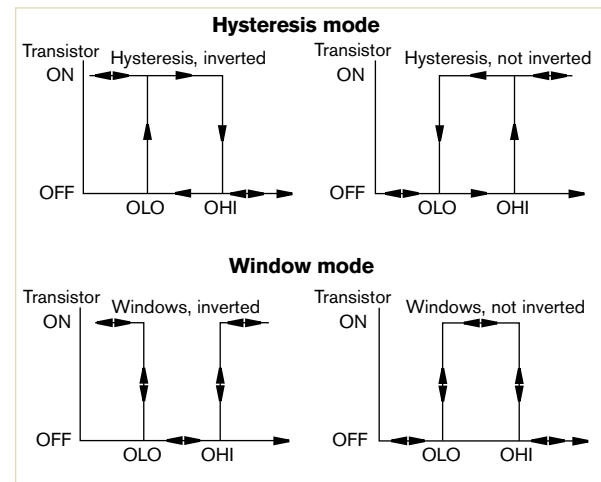 Hysteresis mode
Transistor
Hysteresis, inverted
ON
OFF
OLO
OHI
Transistor
Hysteresis, not inverted
ON
OFF
OLO
OHI
Window mode
Transistor
Windows, inverted
ON
OFF
OLO
OHI
Transistor
Windows, not inverted
ON
OFF
OLO
OHI